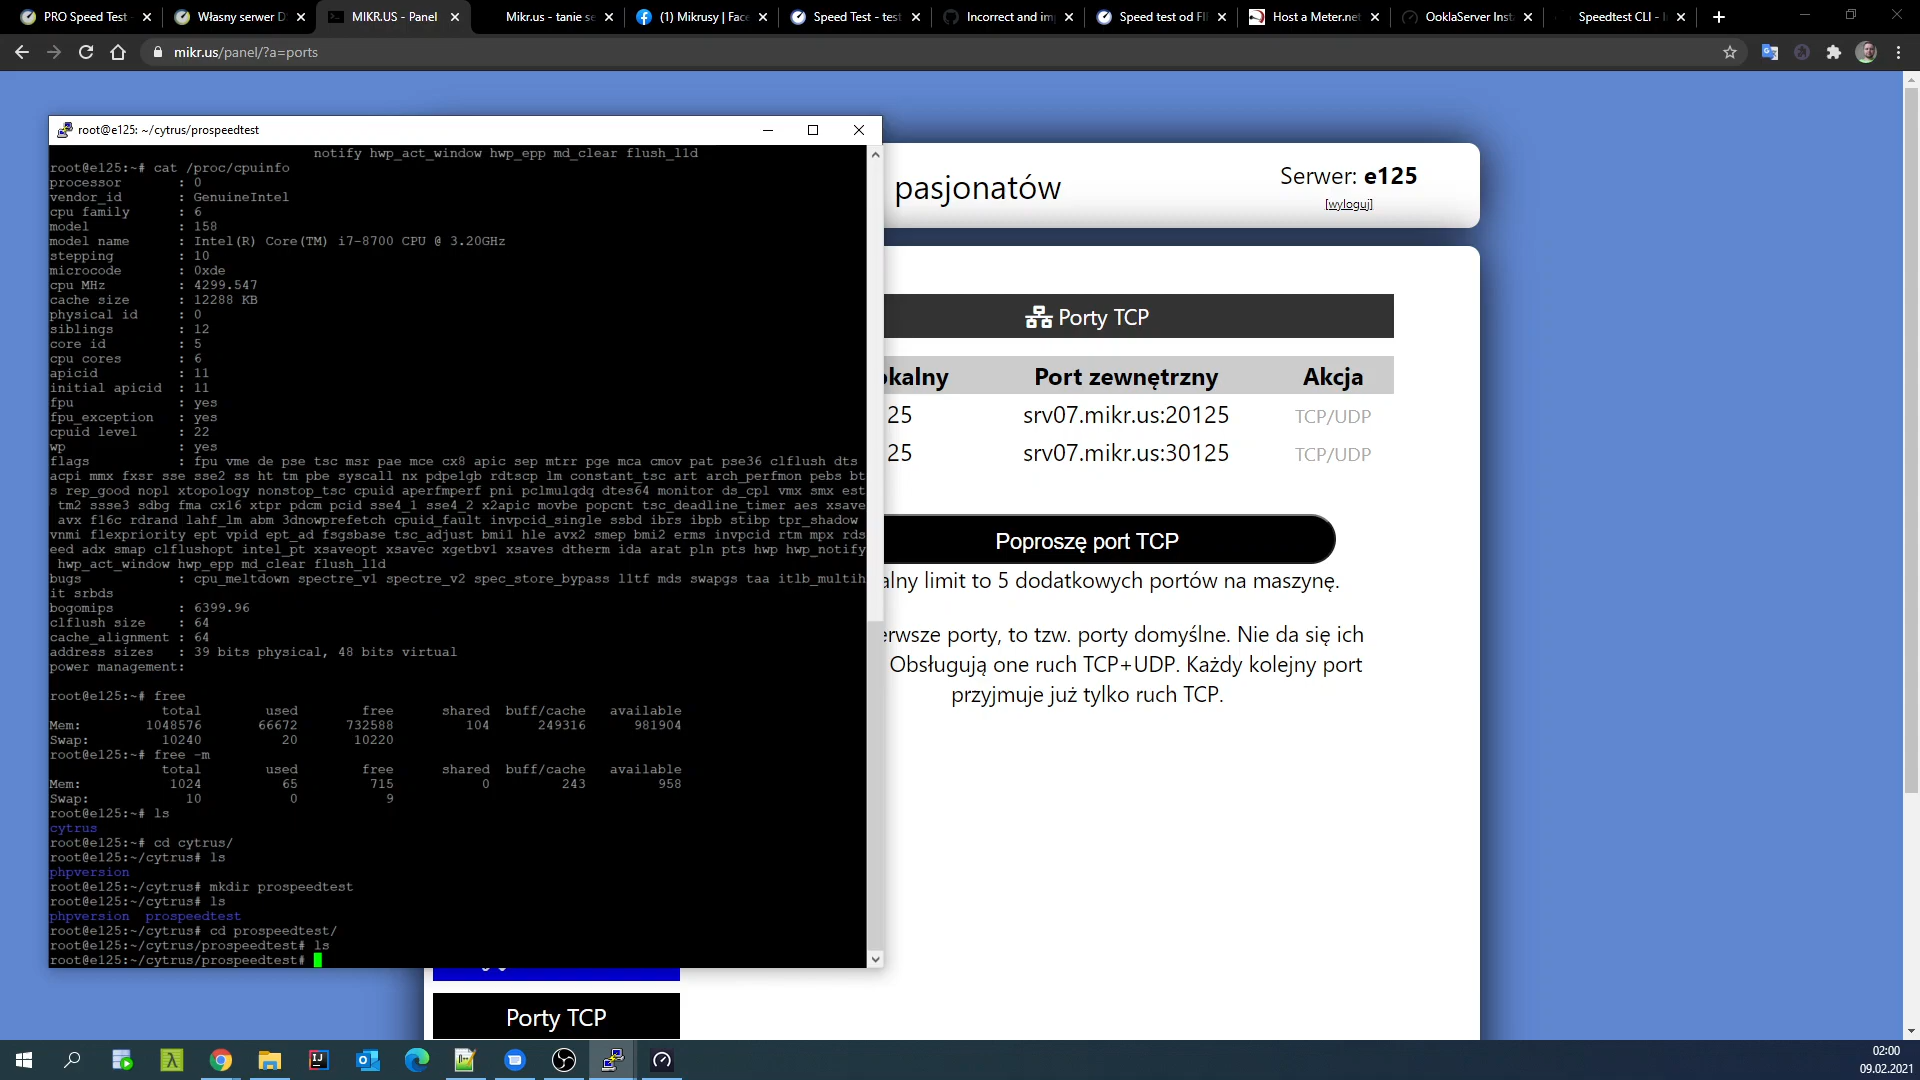 PRO Speed Test -
Własny serwer D
MIKR.US - Panel
Mikr.us - tanie se
(1) Mikrusy | Fac
Speed Test - test
Incorrect and im
Speed test od FI
Host a Meter.net
OoklaServer Inst
Speedtest CLI - I
mikr.us/panel/?a=ports
root@e125: ~/cytrus/prospeedtest
notify hwp_act_window hwp_epp md_clear flush_l1d
root@e125:~# cat /proc/cpuinfo
processor : 0
vendor_id : GenuineIntel
cpu family : 6
model : 158
model name : Intel(R) Core(TM) i7-8700 CPU @ 3.20GHz
stepping : 10
microcode : 0xde
cpu MHz : 4299.547
cache size : 12288 KB
physical id : 0
siblings : 12
core id : 5
cpu cores : 6
apicid : 11
initial apicid : 11
fpu : yes
fpu_exception : yes
cpuid level : 22
wp : yes
flags : fpu vme de pse tsc msr pae mce cx8 apic sep mtrr pge mca cmov pat pse36 clflush dts
acpi mmx fxsr sse sse2 ss ht tm pbe syscall nx pdpe1gb rdtscp lm constant_tsc art arch_perfmon pebs bt
s rep_good nopl xtopology nonstop_tsc cpuid aperfmperf pni pclmulqdq dtes64 monitor ds_cpl vmx smx est
tm2 ssse3 sdbg fma cx16 xtpr pdcm pcid sse4_1 sse4_2 x2apic movbe popcnt tsc_deadline_timer aes xsave
avx f16c rdrand lahf_lm abm 3dnowprefetch cpuid_fault invpcid_single ssbd ibrs ibpb stibp tpr_shadow
vnmi flexpriority ept vpid ept_ad fsgsbase tsc_adjust bmi1 hle avx2 smep bmi2 erms invpcid rtm mpx rds
eed adx smap clflushopt intel_pt xsaveopt xsavec xgetbv1 xsaves dtherm ida arat pln pts hwp hwp_notify
hwp_act_window hwp_epp md_clear flush_l1d
bugs : cpu_meltdown spectre_v1 spectre_v2 spec_store_bypass l1tf mds swapgs taa itlb_multih
it srbds
bogomips : 6399.96
clflush size : 64
cache_alignment : 64
address sizes : 39 bits physical, 48 bits virtual
power management:
root@e125:~# free
total used free shared buff/cache available
Mem: 1048576 66672 732588 104 249316 981904
Swap: 10240 20 10220
root@e125:~# free -m
total used free shared buff/cache available
Mem: 1024 65 715 0 243 958
Swap: 10 0 9
root@e125:~# ls
cytrus
root@e125:~# cd cytrus/
root@e125:~/cytrus# ls
phpversion
root@e125:~/cytrus# mkdir prospeedtest
root@e125:~/cytrus# ls
phpversion prospeedtest
root@e125:~/cytrus# cd prospeedtest/
root@e125:~/cytrus/prospeedtest# ls
root@e125:~/cytrus/prospeedtest#
pasjonatów
Serwer: e125
[wyloguj]
Porty TCP
okalny Port zewnętrzny Akcja
25 srv07.mikr.us:20125 TCP/UDP
25 srv07.mikr.us:30125 TCP/UDP
Poproszę port TCP
alny limit to 5 dodatkowych portów na maszynę.
erwsze porty, to tzw. porty domyślne. Nie da się ich
Obsługują one ruch TCP+UDP. Każdy kolejny port
przyjmuje już tylko ruch TCP.
Porty TCP
02:00
09.02.2021